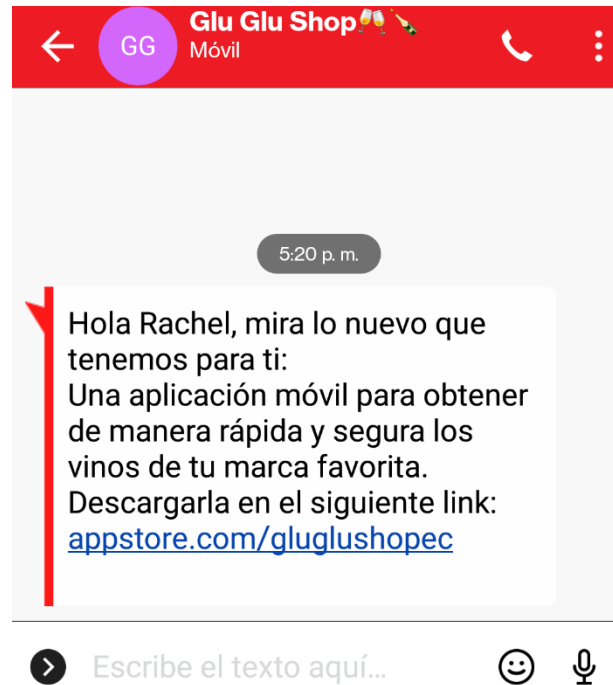 Glu Glu Shop🥂🍾
GG
Móvil
5:20 p. m.
Hola Rachel, mira lo nuevo que
tenemos para ti:
Una aplicación móvil para obtener
de manera rápida y segura los
vinos de tu marca favorita.
Descargarla en el siguiente link:
appstore.com/gluglushopec
Escribe el texto aquí...